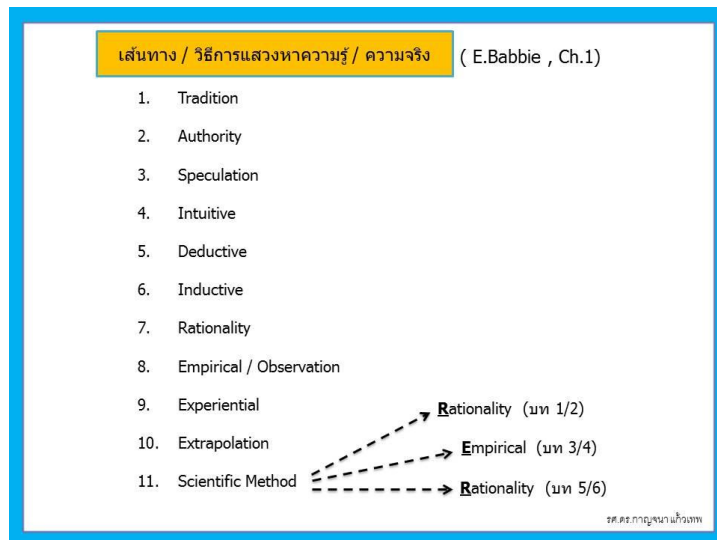 เส้นทาง / วิธีการแสวงหาความรู้ / ความจริง ( E.Babbie , Ch.1)
1. Tradition
2. Authority
3. Speculation
4. Intuitive
5. Deductive
6. Inductive
7. Rationality
8. Empirical / Observation
9. Experiential
Rationality (บท 1/2)
10. Extrapolation
Empirical (บท 3/4)
11. Scientific Method
Rationality (บท 5/6)
รศ.ดร.กาญจนา แก้วเทพ